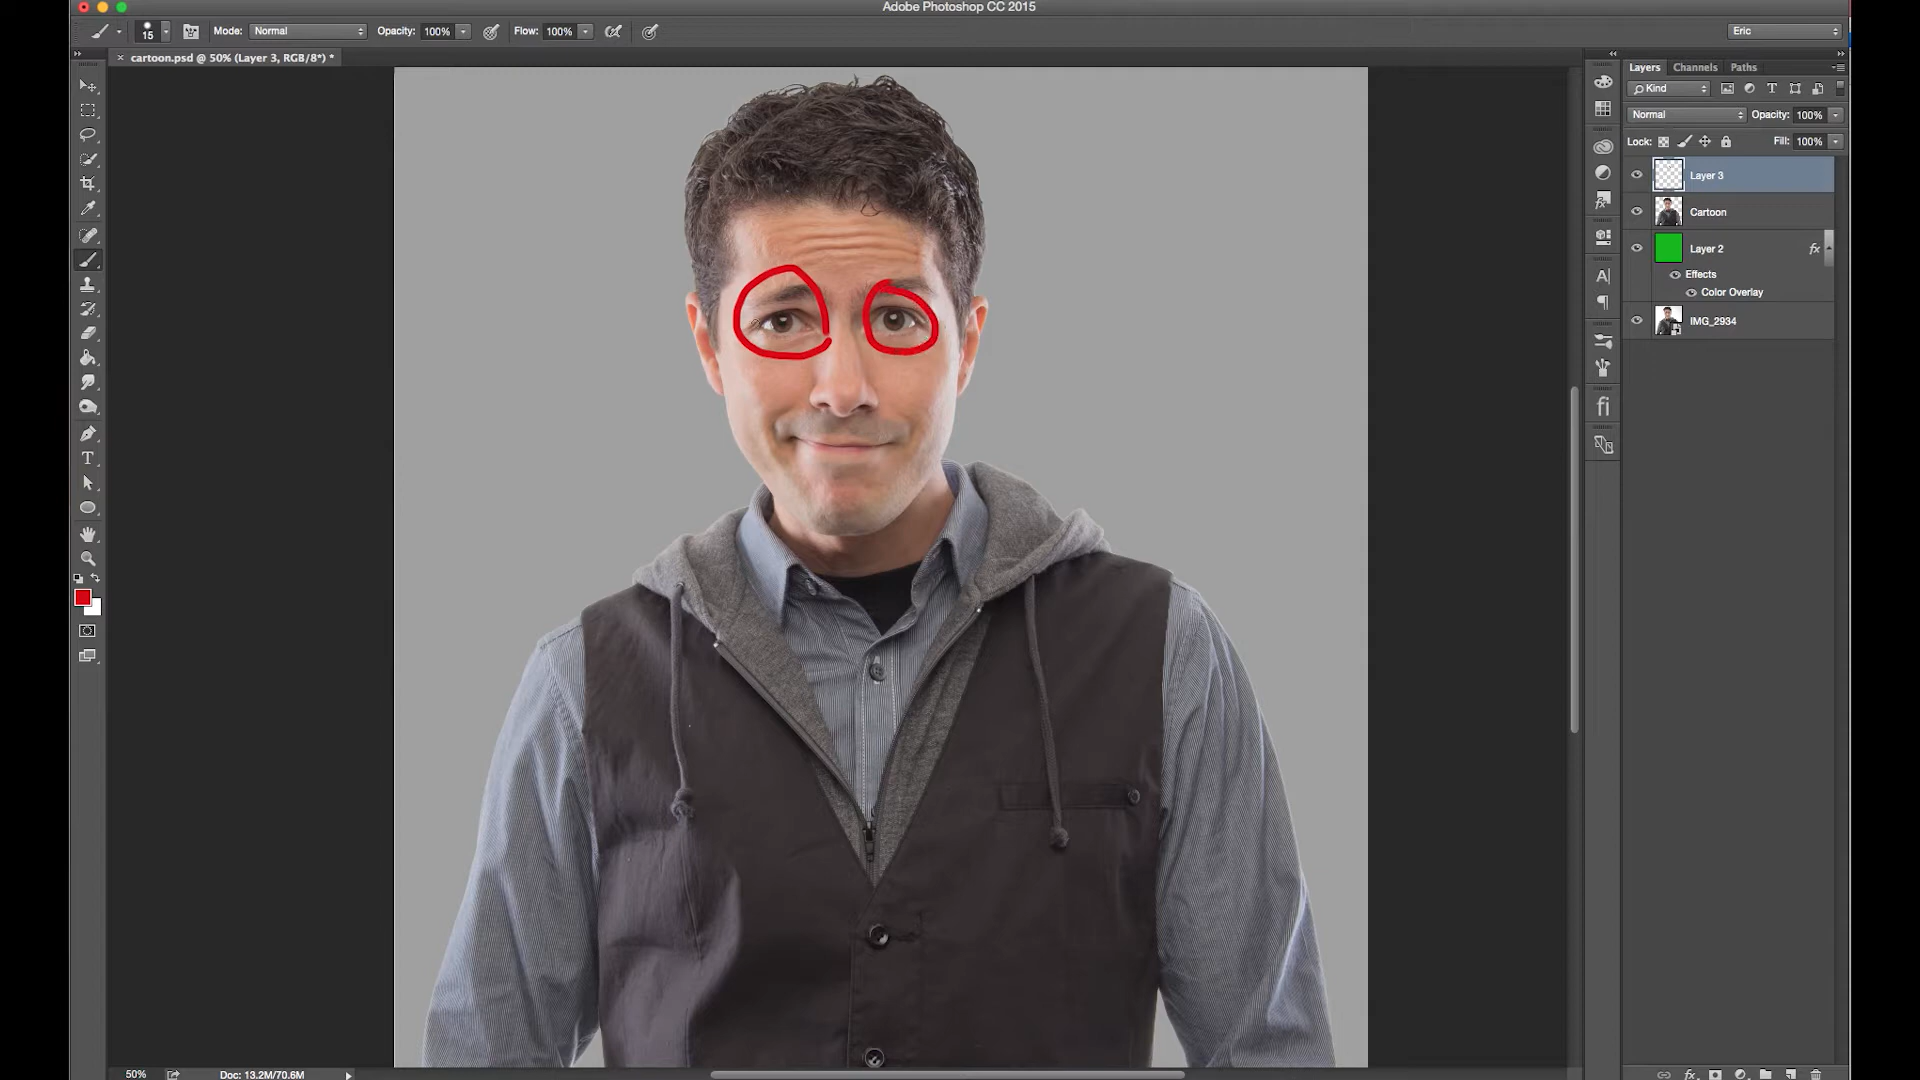 Adobe Photoshop CC 2015
15 Mode: Normal Opacity: 100% Flow: 100% Eric
cartoon.psd @ 50% (Layer 3, RGB/8*) *
Layers Channels Paths
Kind
Normal Opacity: 100%
Lock: Fill: 100%
Layer 3
Cartoon
Layer 2 fx
Effects
Color Overlay
IMG_2934
50% Doc: 13.2M/70.6M